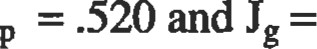 p = .520 and Jg =